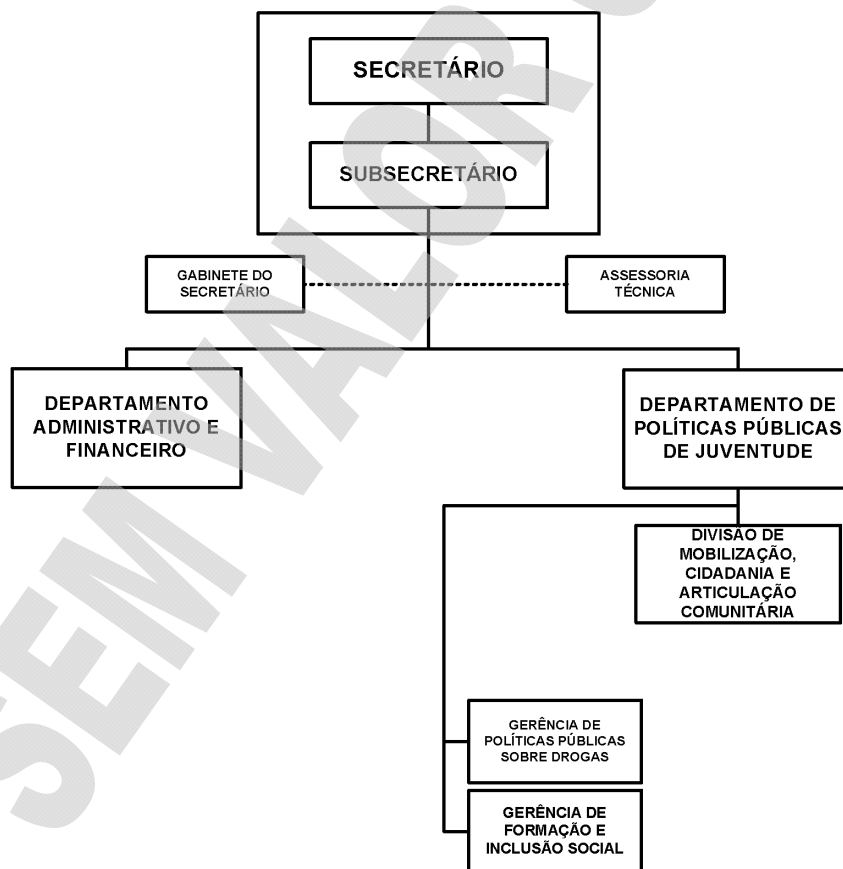 SECRETÁRIO
SUBSECRETÁRIO
GABINETE DO
SECRETÁRIO
ASSESSORIA
TÉCNICA
DEPARTAMENTO
ADMINISTRATIVO E
FINANCEIRO
DEPARTAMENTO DE
POLÍTICAS PÚBLICAS
DE JUVENTUDE
DIVISÃO DE
MOBILIZAÇÃO,
CIDADANIA E
ARTICULAÇÃO
COMUNITÁRIA
GERÊNCIA DE
POLÍTICAS PÚBLICAS
SOBRE DROGAS
GERÊNCIA DE
FORMAÇÃO E
INCLUSÃO SOCIAL
SEM VALOR